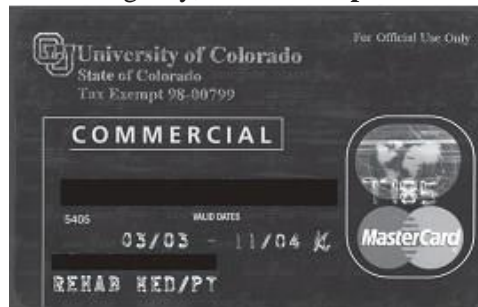 For Official Use Only
University of Colorado
State of Colorado
Tax Exempt 98-00799
COMMERCIAL
1785
5405 VALID DATES
03/03 - 11/04
MasterCard
REHAB MED/PT